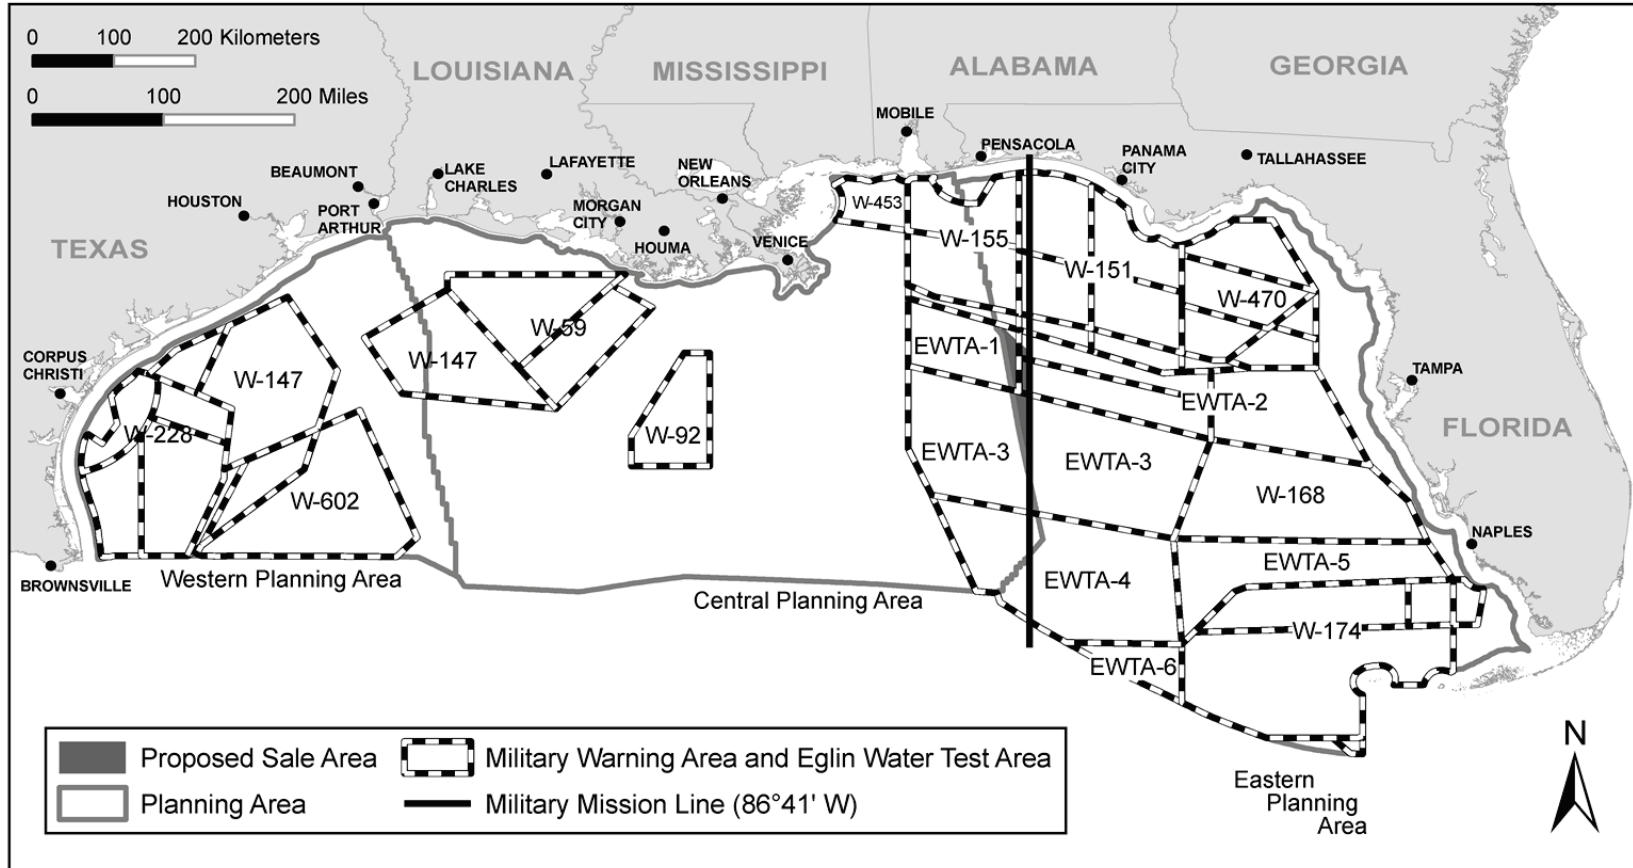 0 100 200 Kilometers
0 100 200 Miles
LOUISIANA
MISSISSIPPI
ALABAMA
GEORGIA
TEXAS
FLORIDA
MOBILE
PENSACOLA
PANAMA
CITY
TALLAHASSEE
BEAUMONT
LAKE
CHARLES
LAFAYETTE
NEW
ORLEANS
HOUSTON
PORT
ARTHUR
MORGAN
CITY
HOUMA
VENICE
CORPUS
CHRISTI
TAMPA
NAPLES
BROWNSVILLE
W-453
W-155
W-151
W-470
W-59
W-147
W-147
EWTA-1
EWTA-2
W-228
W-92
EWTA-3
EWTA-3
W-602
W-168
EWTA-5
EWTA-4
W-174
EWTA-6
Western Planning Area
Central Planning Area
Eastern
Planning
Area
N
Proposed Sale Area
Military Warning Area and Eglin Water Test Area
Planning Area
Military Mission Line (86°41' W)